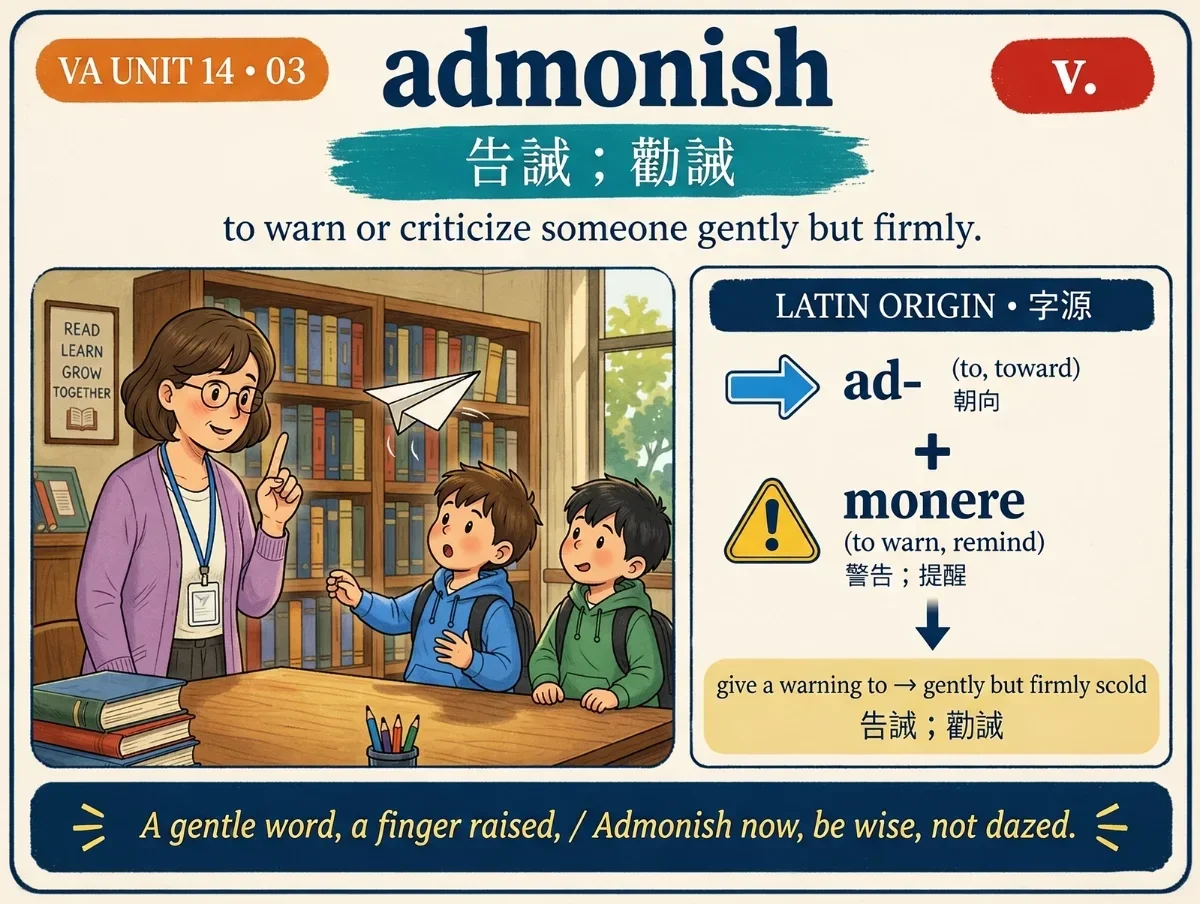 VA UNIT 14 • 03
admonish
V.
告誡；勸誡
to warn or criticize someone gently but firmly.
READ
LEARN
GROW
TOGETHER
LATIN ORIGIN • 字源
ad-
(to, toward)
朝向
+
monere
(to warn, remind)
警告；提醒
give a warning to → gently but firmly scold
告誡；勸誡
A gentle word, a finger raised, / Admonish now, be wise, not dazed.